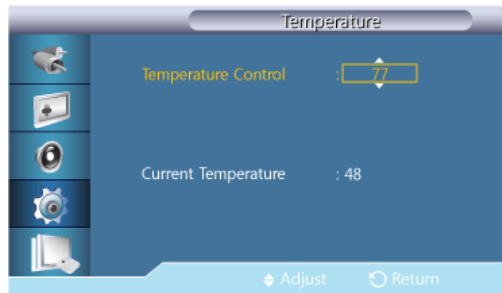 Temperature
Temperature Control : 77
Current Temperature : 48
Adjust Return